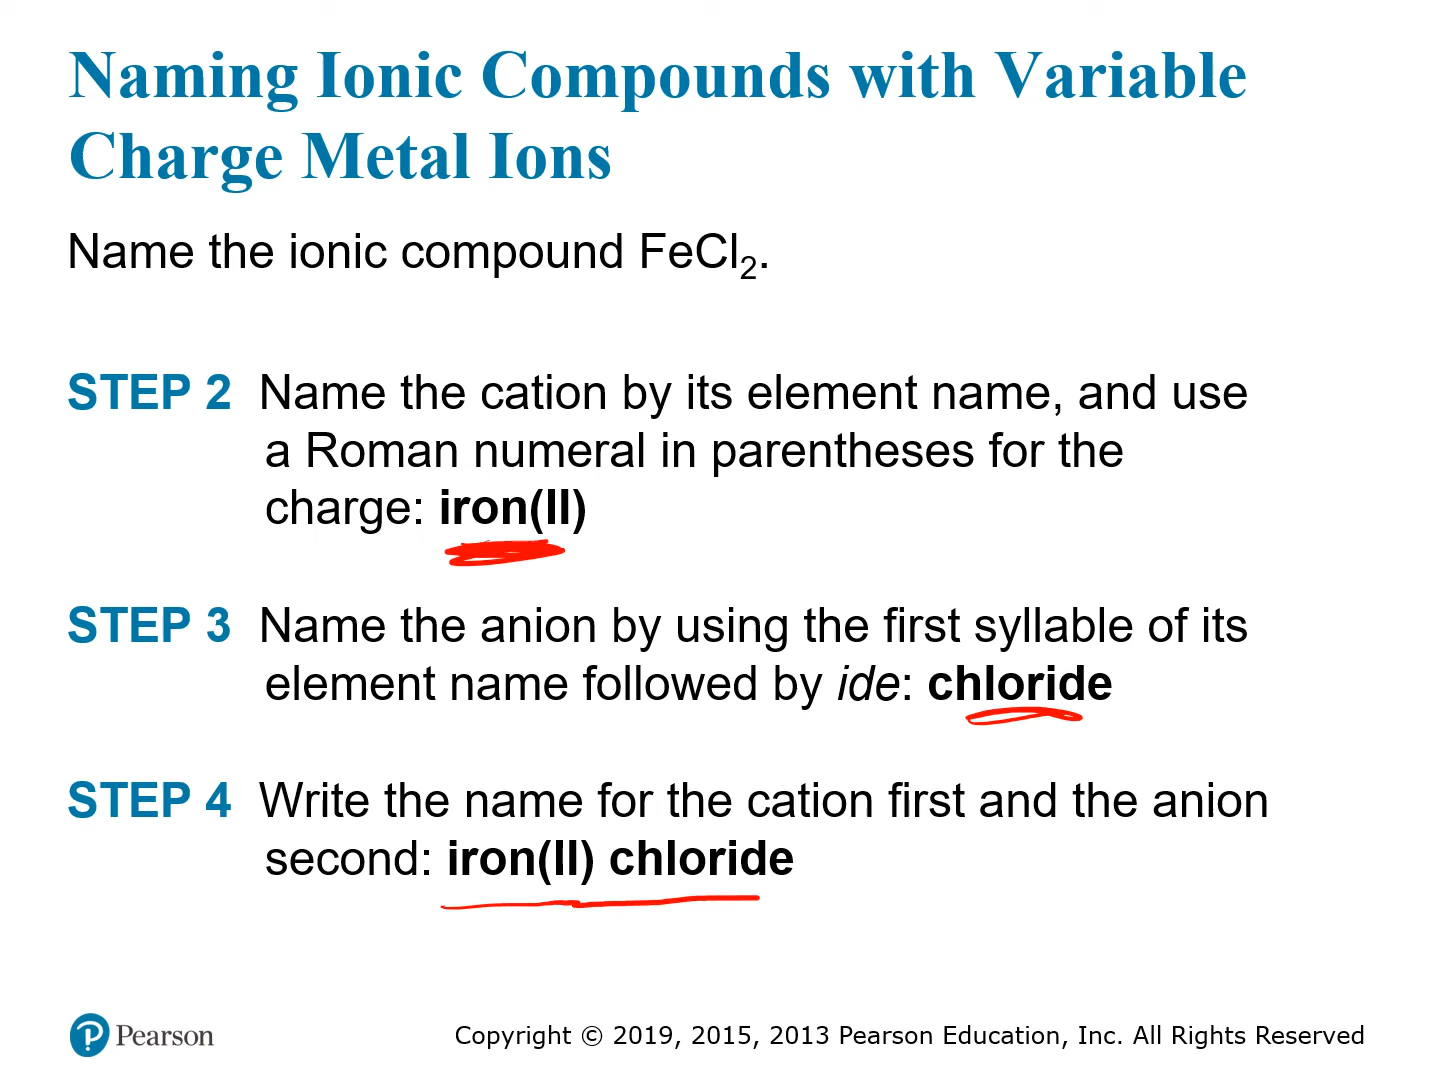 Naming Ionic Compounds with Variable
Charge Metal Ions
Name the ionic compound FeCl₂.
STEP 2 Name the cation by its element name, and use
a Roman numeral in parentheses for the
charge: iron(II)
STEP 3 Name the anion by using the first syllable of its
element name followed by ide: chloride
STEP 4 Write the name for the cation first and the anion
second: iron(II) chloride
Pearson
Copyright © 2019, 2015, 2013 Pearson Education, Inc. All Rights Reserved